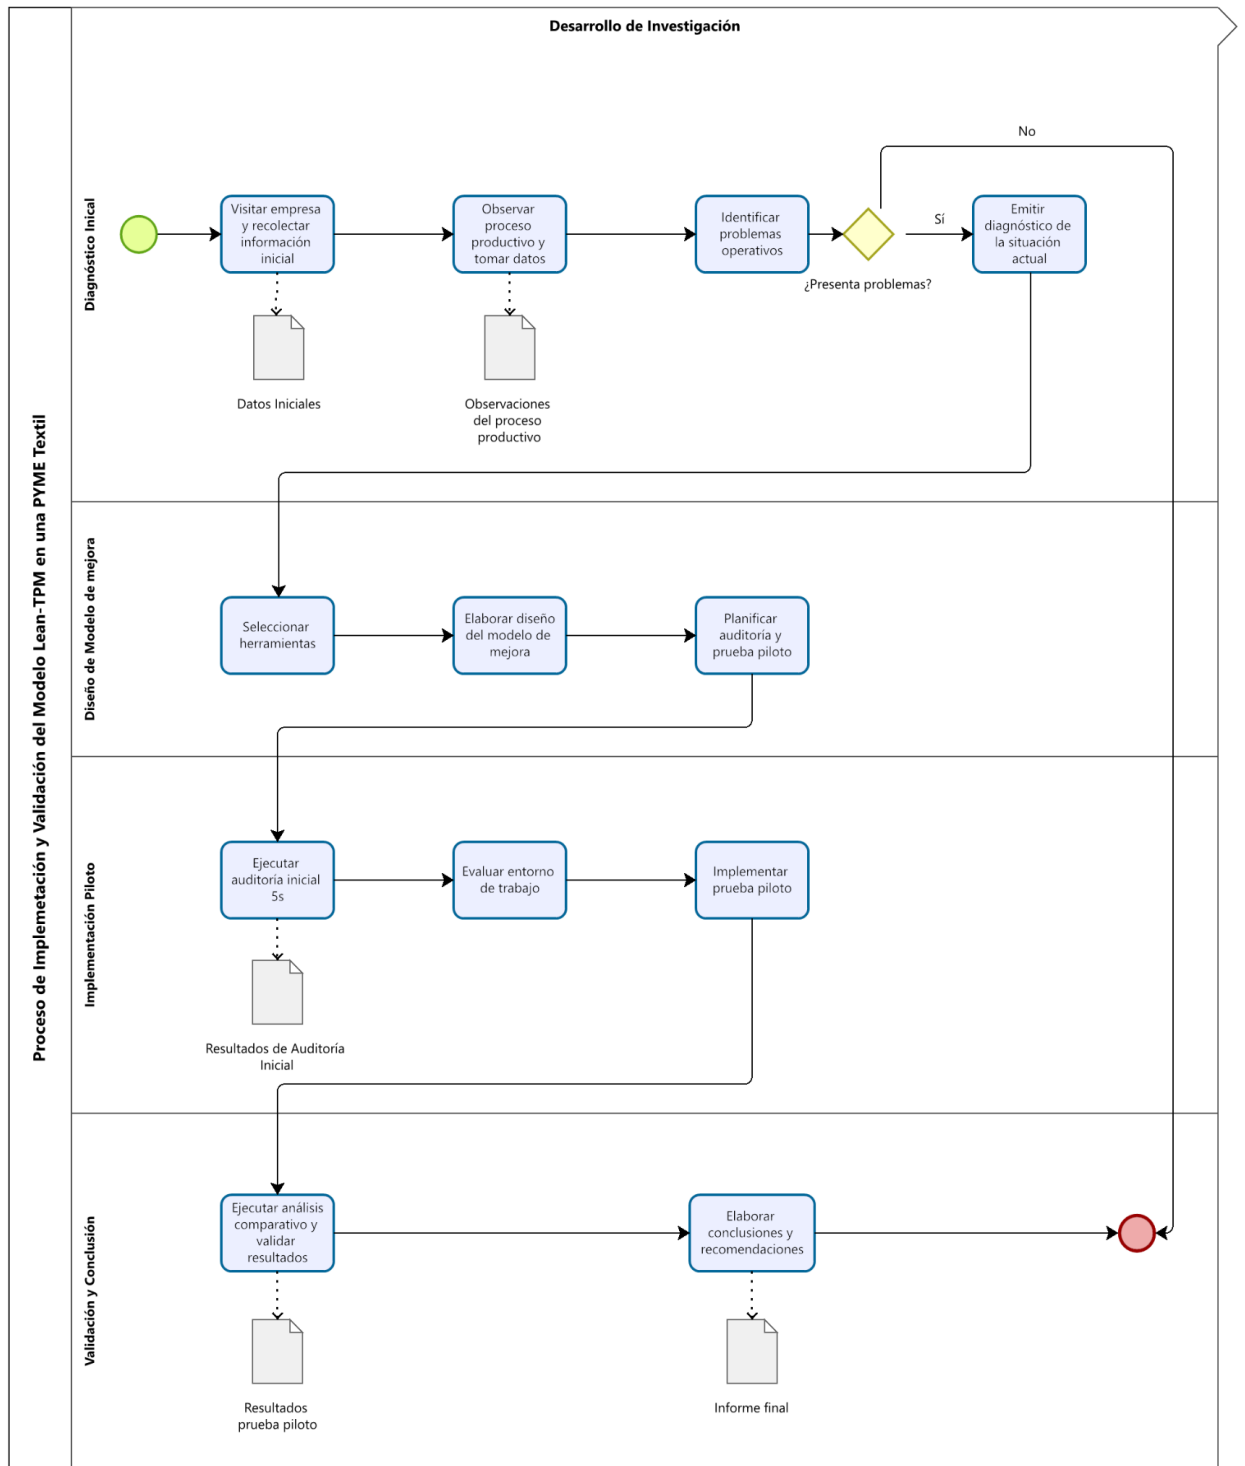 Desarrollo de Investigación
Proceso de Implemetación y Validación del Modelo Lean-TPM en una PYME Textil
Diagnóstico Inical
No
Visitar empresa
y recolectar
información
inicial
Observar
proceso
productivo y
tomar datos
Identificar
problemas
operativos
¿Presenta problemas?
Sí
Emitir
diagnóstico de
la situación
actual
Datos Iniciales
Observaciones
del proceso
productivo
Diseño de Modelo de mejora
Seleccionar
herramientas
Elaborar diseño
del modelo de
mejora
Planificar
auditoría y
prueba piloto
Implementación Piloto
Ejecutar
auditoría inicial
5s
Evaluar entorno
de trabajo
Implementar
prueba piloto
Resultados de Auditoría
Inicial
Validación y Conclusión
Ejecutar análisis
comparativo y
validar
resultados
Elaborar
conclusiones y
recomendaciones
Resultados
prueba piloto
Informe final